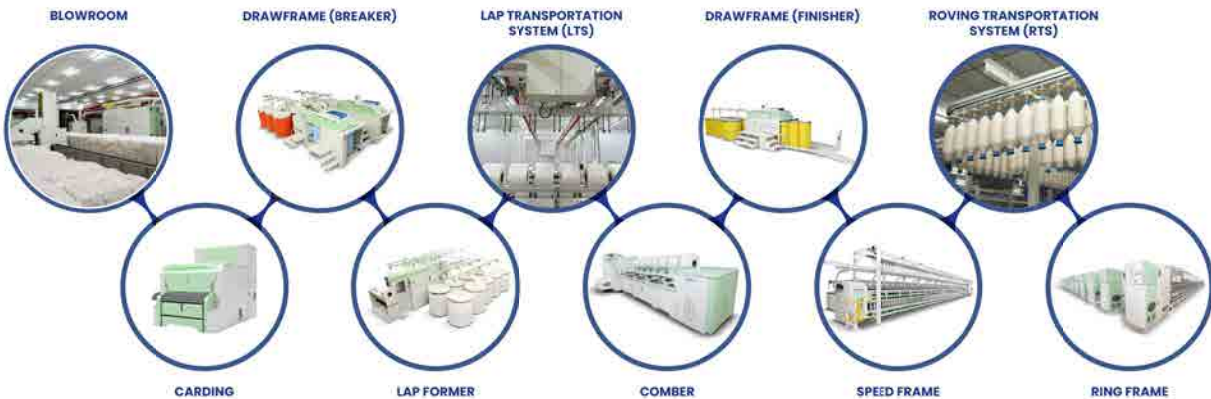 BLOWROOM
DRAWFRAME (BREAKER)
LAP TRANSPORTATION
SYSTEM (LTS)
DRAWFRAME (FINISHER)
ROVING TRANSPORTATION
SYSTEM (RTS)
CARDING
LAP FORMER
COMBER
SPEED FRAME
RING FRAME